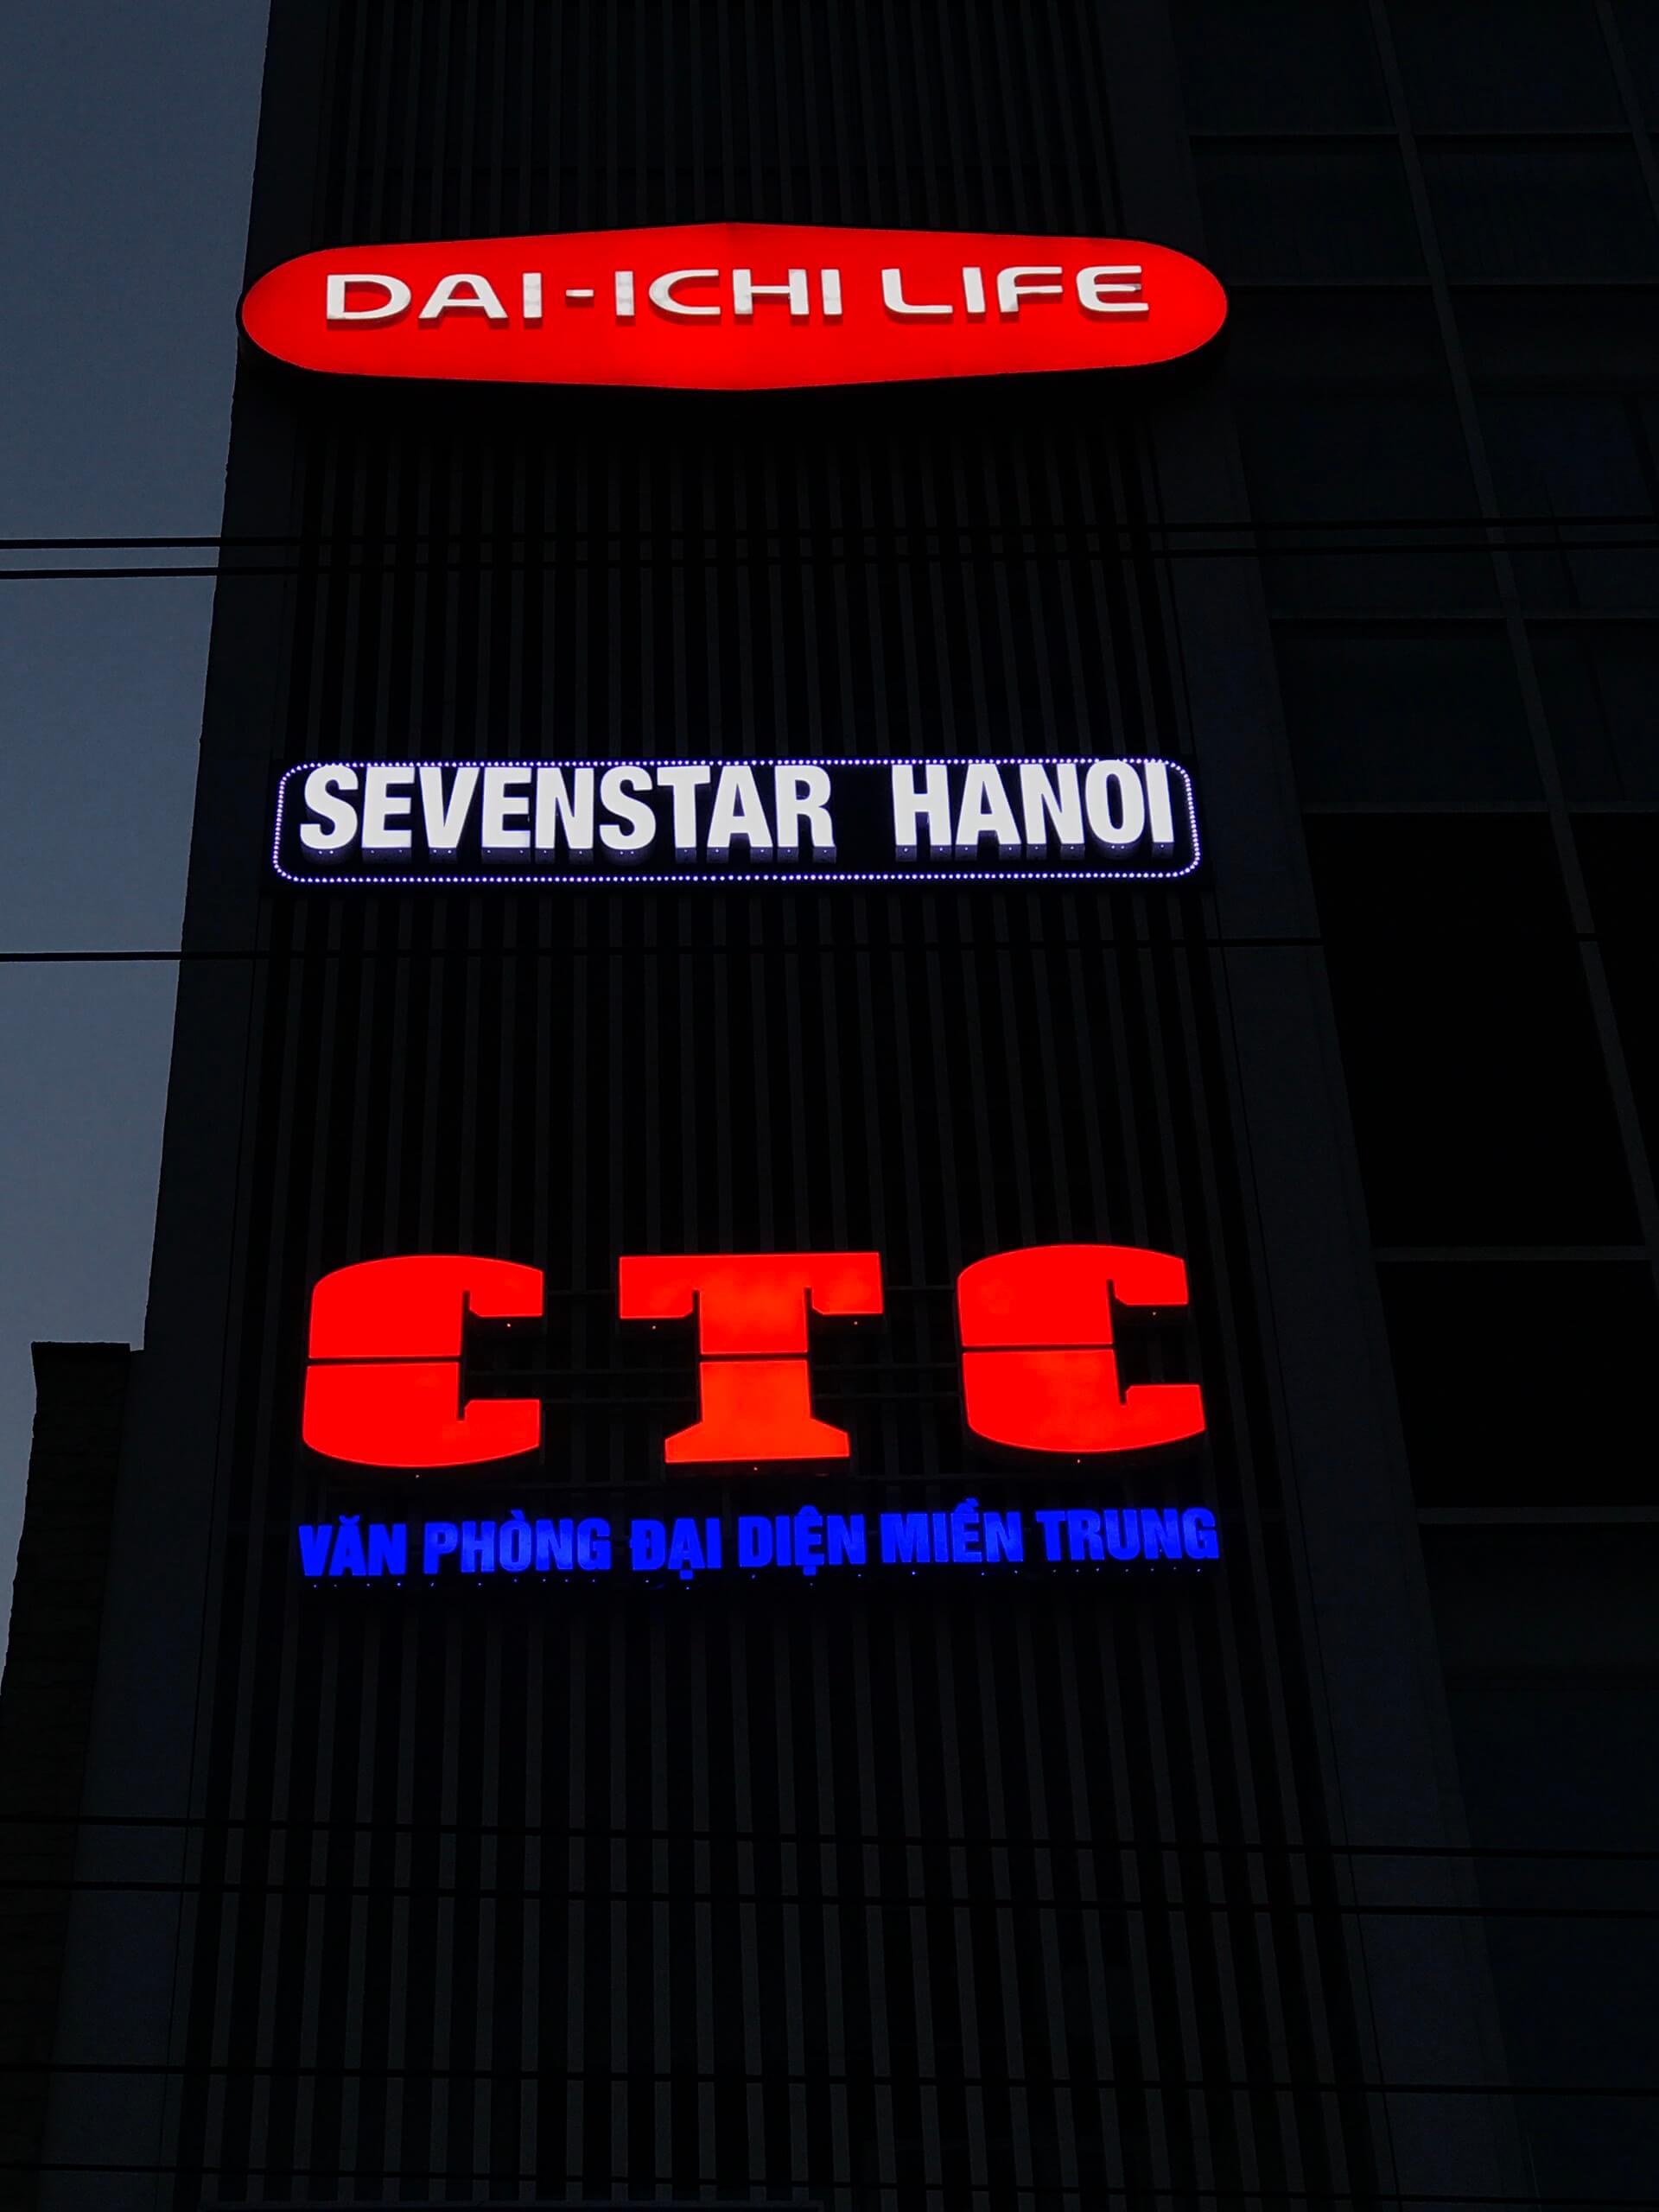 DAI-ICHI LIFE
SEVENSTAR HANOI
CTC
VĂN PHÒNG ĐẠI DIỆN MIỀN TRUNG